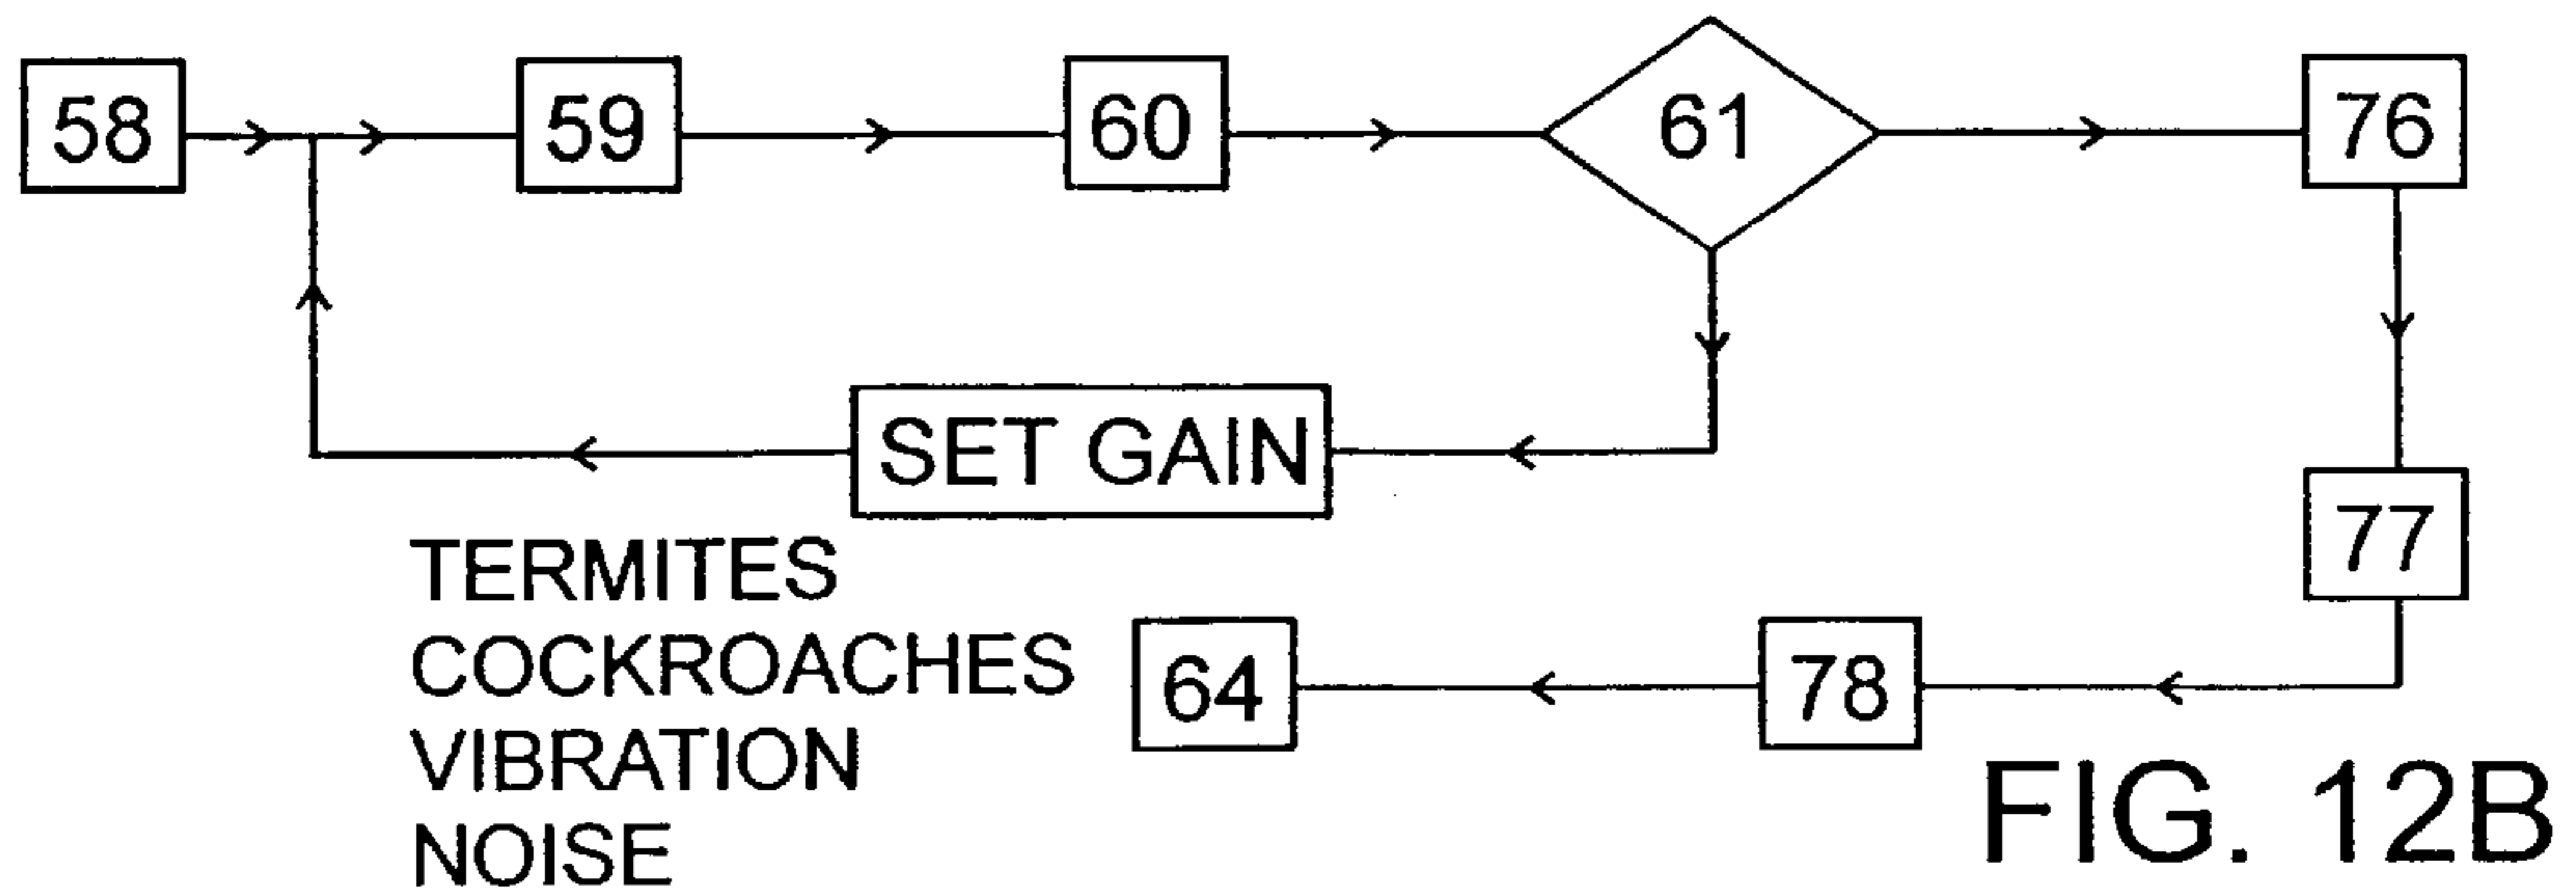 58
59
60
61
76
SET GAIN
77
TERMITES
COCKROACHES
VIBRATION
NOISE
64
78
FIG. 12B